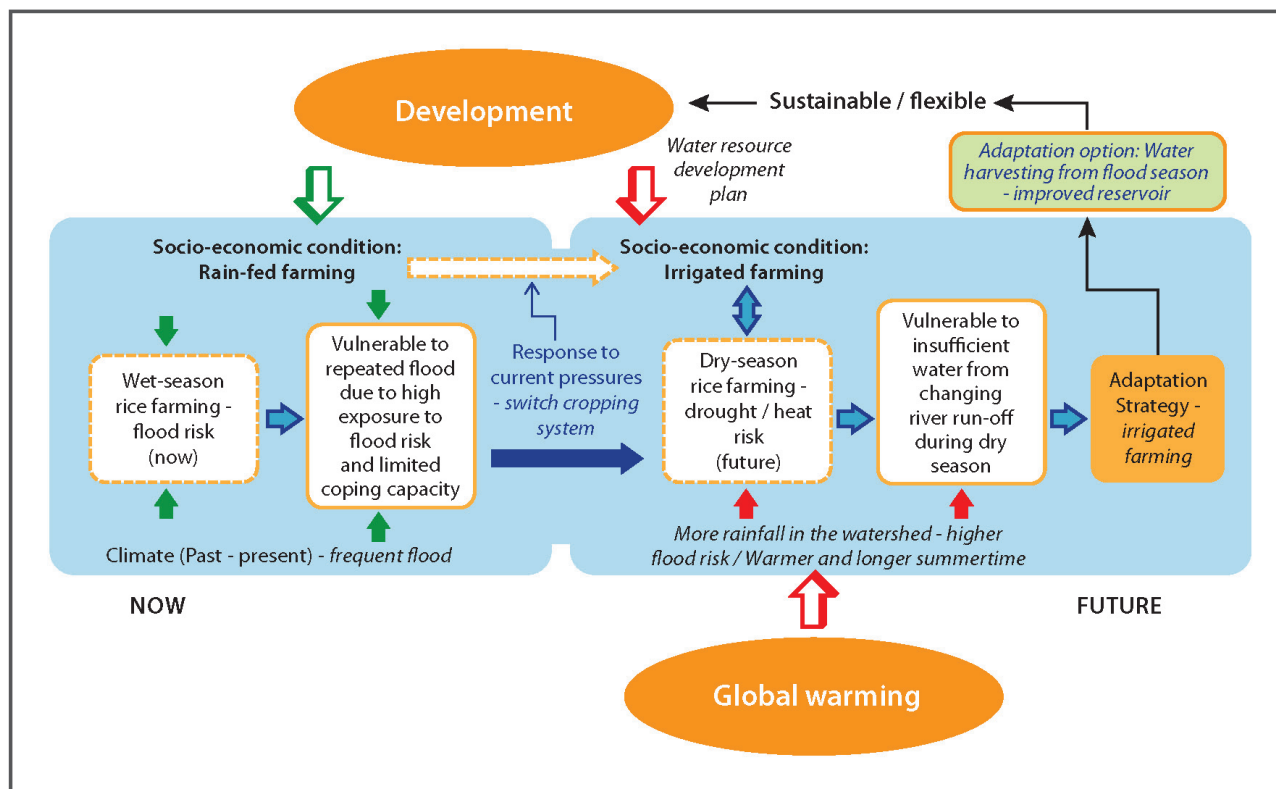 Development
Sustainable / flexible
Water resource
development
plan
Adaptation option: Water
harvesting from flood season
- improved reservoir
Socio-economic condition:
Rain-fed farming
Socio-economic condition:
Irrigated farming
Wet-season
rice farming -
flood risk
(now)
Vulnerable to
repeated flood
due to high
exposure to
flood risk
and limited
coping capacity
Response to
current pressures
- switch cropping
system
Dry-season
rice farming -
drought / heat
risk
(future)
Vulnerable to
insufficient
water from
changing
river run-off
during dry
season
Adaptation
Strategy -
irrigated
farming
Climate (Past - present) - frequent flood
More rainfall in the watershed - higher
flood risk / Warmer and longer summertime
NOW
FUTURE
Global warming